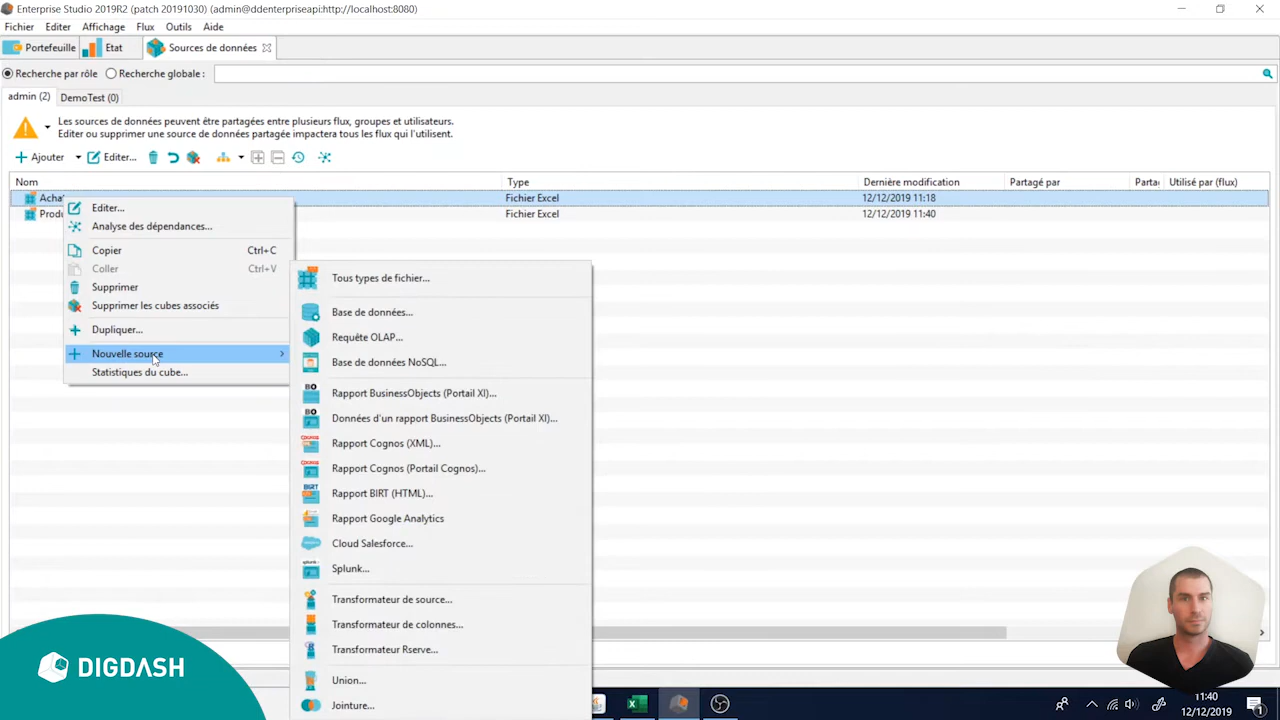 Enterprise Studio 2019R2 (patch 20191030) (admin@ddenterpriseapi:http://localhost:8080)
Fichier Editer Affichage Flux Outils Aide
Portefeuille Etat Sources de données
Recherche par rôle Recherche globale :
admin (2) DemoTest (0)
Les sources de données peuvent être partagées entre plusieurs flux, groupes et utilisateurs.
Editer ou supprimer une source de données partagée impactera tous les flux qui l'utilisent.
Ajouter Editer...
Nom Type Dernière modification Partagé par Partag Utilisé par (flux)
Achat Fichier Excel 12/12/2019 11:18
Produ Fichier Excel 12/12/2019 11:40
Editer...
Analyse des dépendances...
Copier Ctrl+C
Coller Ctrl+V
Supprimer
Supprimer les cubes associés
Dupliquer...
Nouvelle source
Statistiques du cube...
Tous types de fichier...
Base de données...
Requête OLAP...
Base de données NoSQL...
BO Rapport BusinessObjects (Portail XI)...
BO Données d'un rapport BusinessObjects (Portail XI)...
Rapport Cognos (XML)...
Rapport Cognos (Portail Cognos)...
BIRT Rapport BIRT (HTML)...
Rapport Google Analytics
Cloud Salesforce...
splunk> Splunk...
Transformateur de source...
Transformateur de colonnes...
Transformateur Rserve...
Union...
Jointure...
DIGDASH
11:40
12/12/2019
1